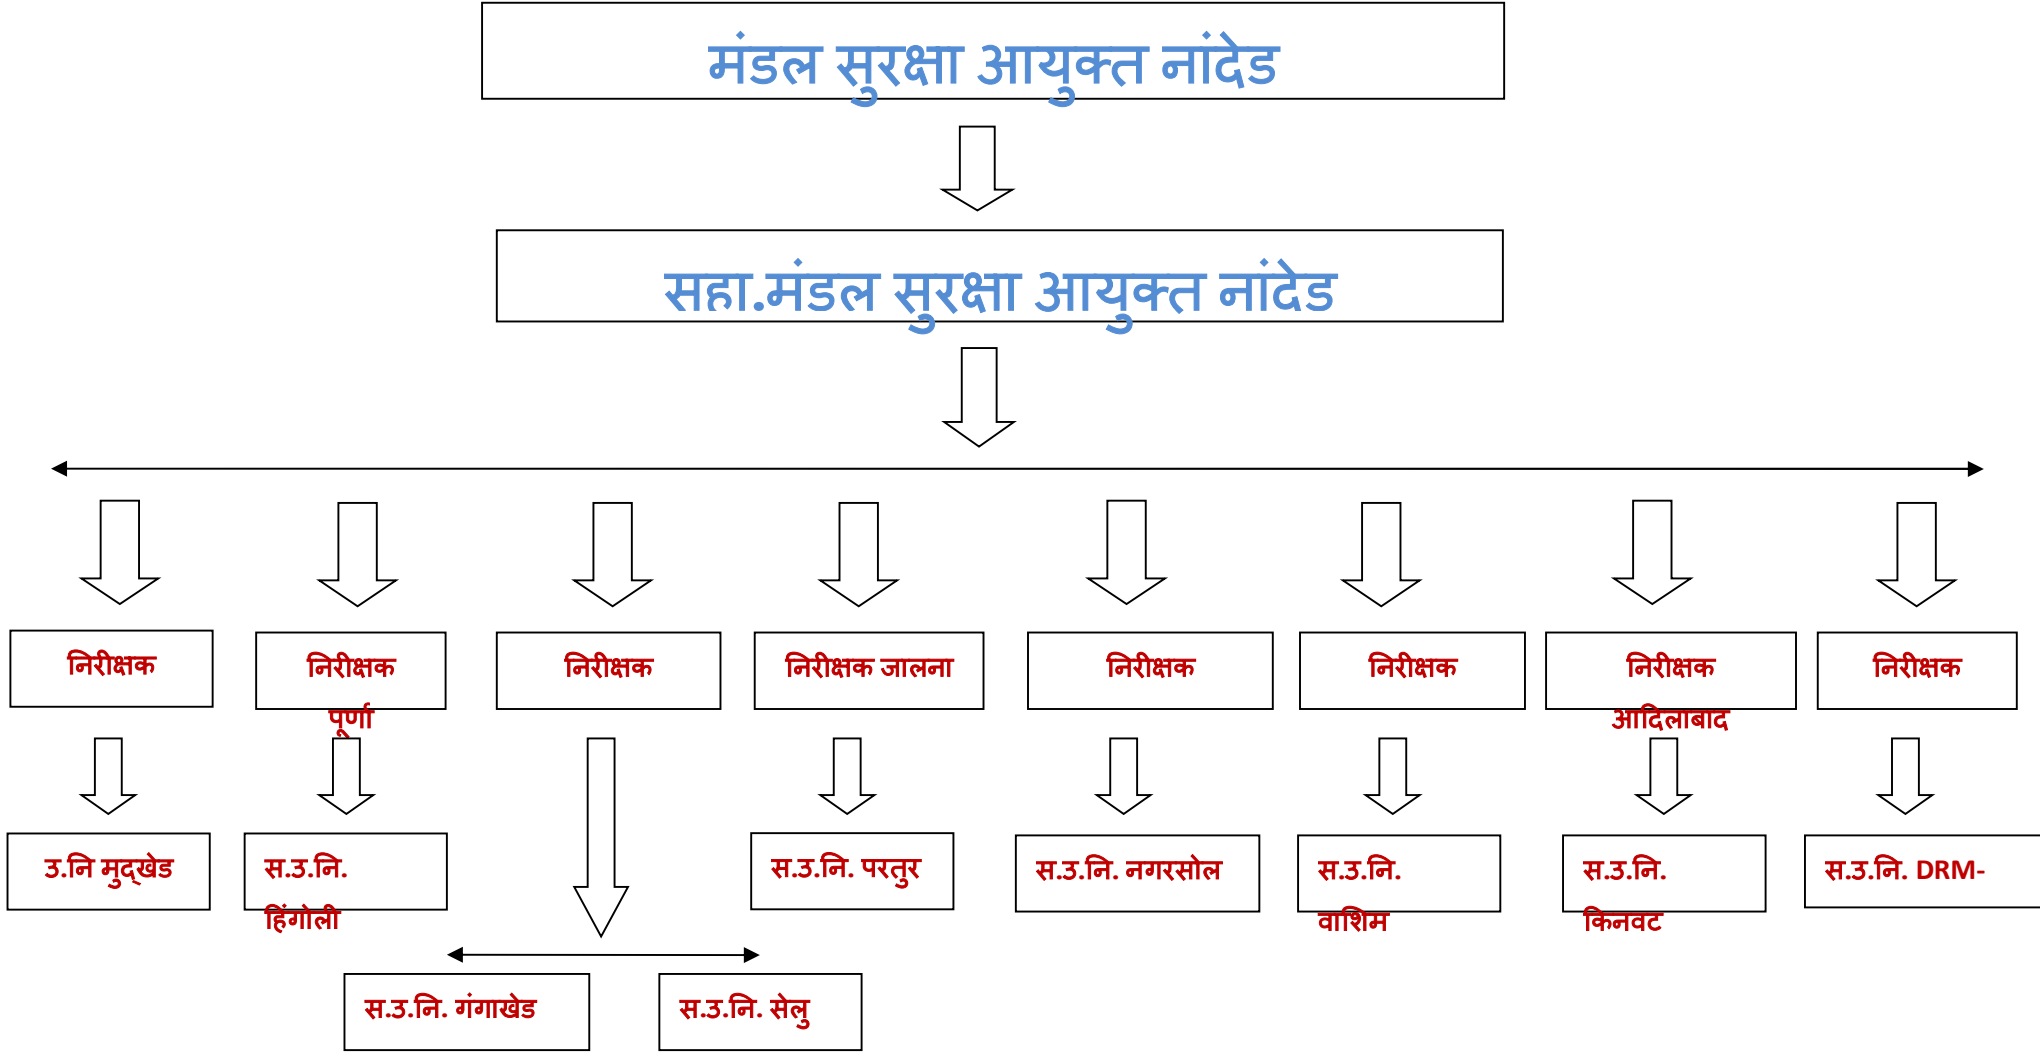 मंडल सुरक्षा आयुक्त नांदेड
सहा.मंडल सुरक्षा आयुक्त नांदेड
निरीक्षक
निरीक्षक
पूर्णा
निरीक्षक
निरीक्षक जालना
निरीक्षक
निरीक्षक
निरीक्षक
आदिलाबाद
निरीक्षक
उ.नि मुद्खेड
स.उ.नि.
हिंगोली
स.उ.नि. परतुर
स.उ.नि. नगरसोल
स.उ.नि.
वाशिम
स.उ.नि.
किनवट
स.उ.नि. DRM-
स.उ.नि. गंगाखेड
स.उ.नि. सेलु